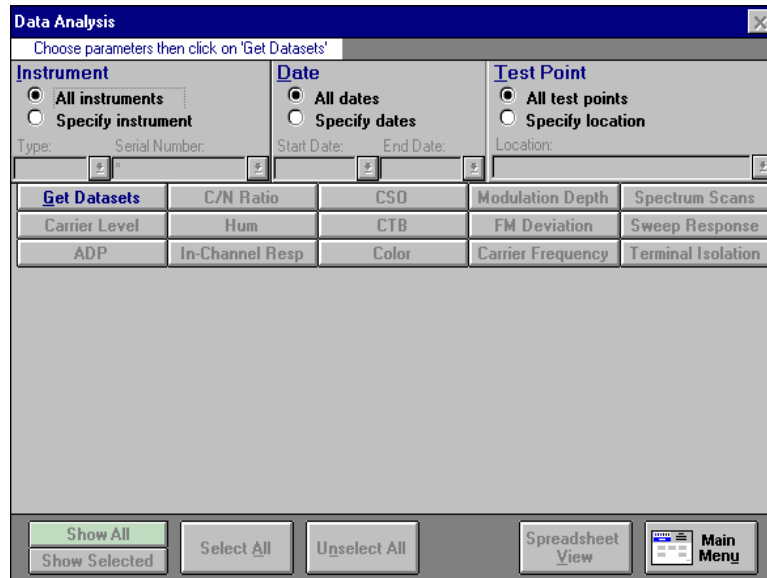 Data Analysis
Choose parameters then click on 'Get Datasets'
Instrument
All instruments
Specify instrument
Type: Serial Number:
*
Date
All dates
Specify dates
Start Date: End Date:
Test Point
All test points
Specify location
Location:
Get Datasets C/N Ratio CSO Modulation Depth Spectrum Scans
Carrier Level Hum CTB FM Deviation Sweep Response
ADP In-Channel Resp Color Carrier Frequency Terminal Isolation
Show All
Show Selected
Select All
Unselect All
Spreadsheet
View
Main
Menu